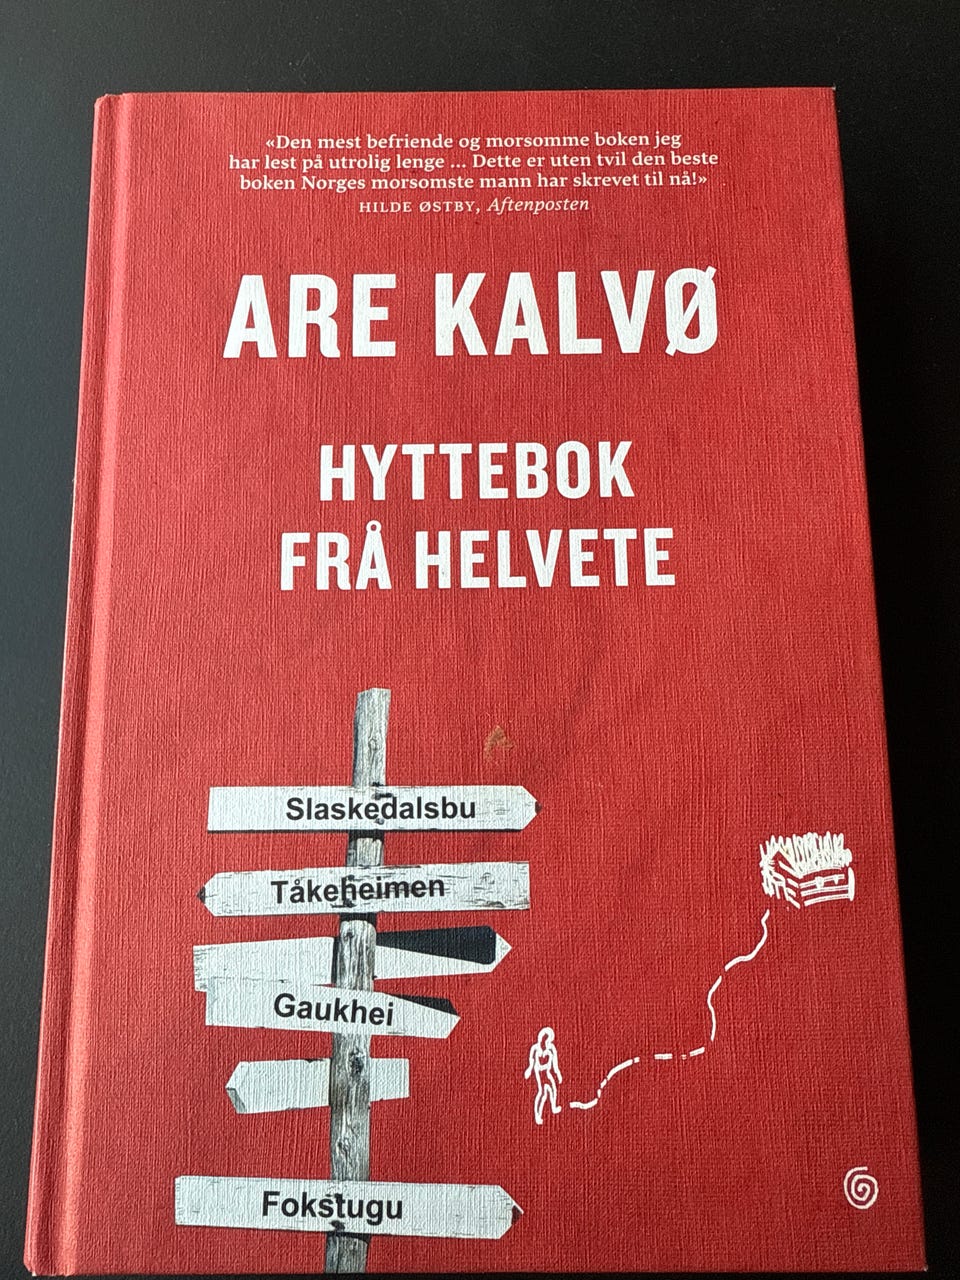 «Den mest befriende og morsomme boken jeg
har lest på utrolig lenge ... Dette er uten tvil den beste
boken Norges morsomste mann har skrevet til nå!»
HILDE ØSTBY, Aftenposten
ARE KALVØ
HYTTEBOK
FRÅ HELVETE
Slaskedalsbu
Tåkeheimen
Gaukhei
Fokstugu